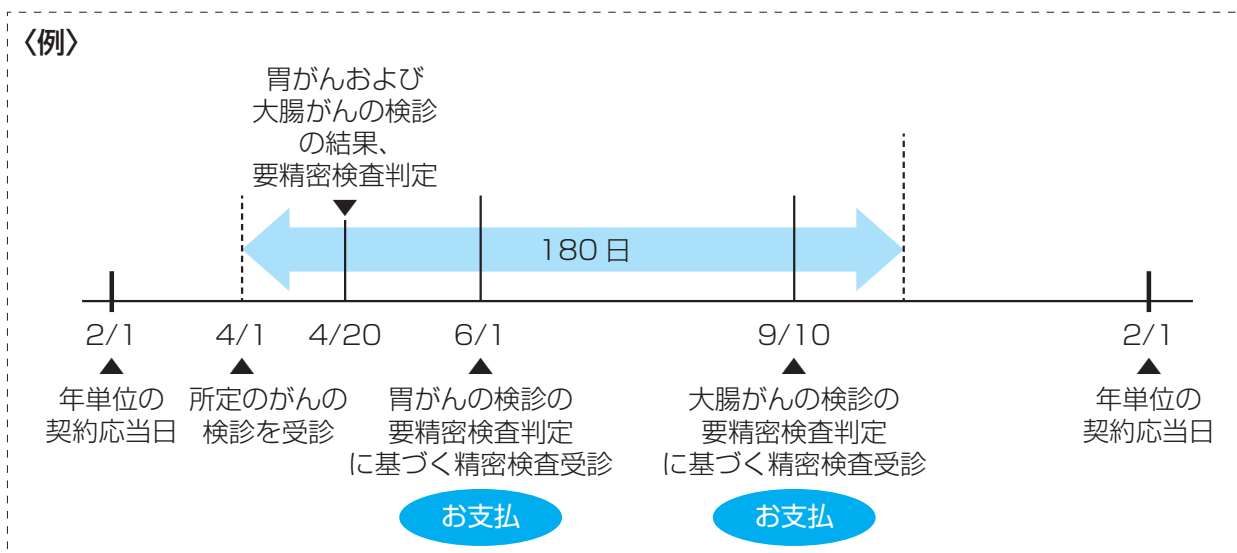 〈例〉
胃がんおよび
大腸がんの検診
の結果、
要精密検査判定
180日
2/1
4/1
4/20
6/1
9/10
2/1
年単位の
契約応当日
所定のがんの
検診を受診
胃がんの検診の
要精密検査判定
に基づく精密検査受診
お支払
大腸がんの検診の
要精密検査判定
に基づく精密検査受診
お支払
年単位の
契約応当日